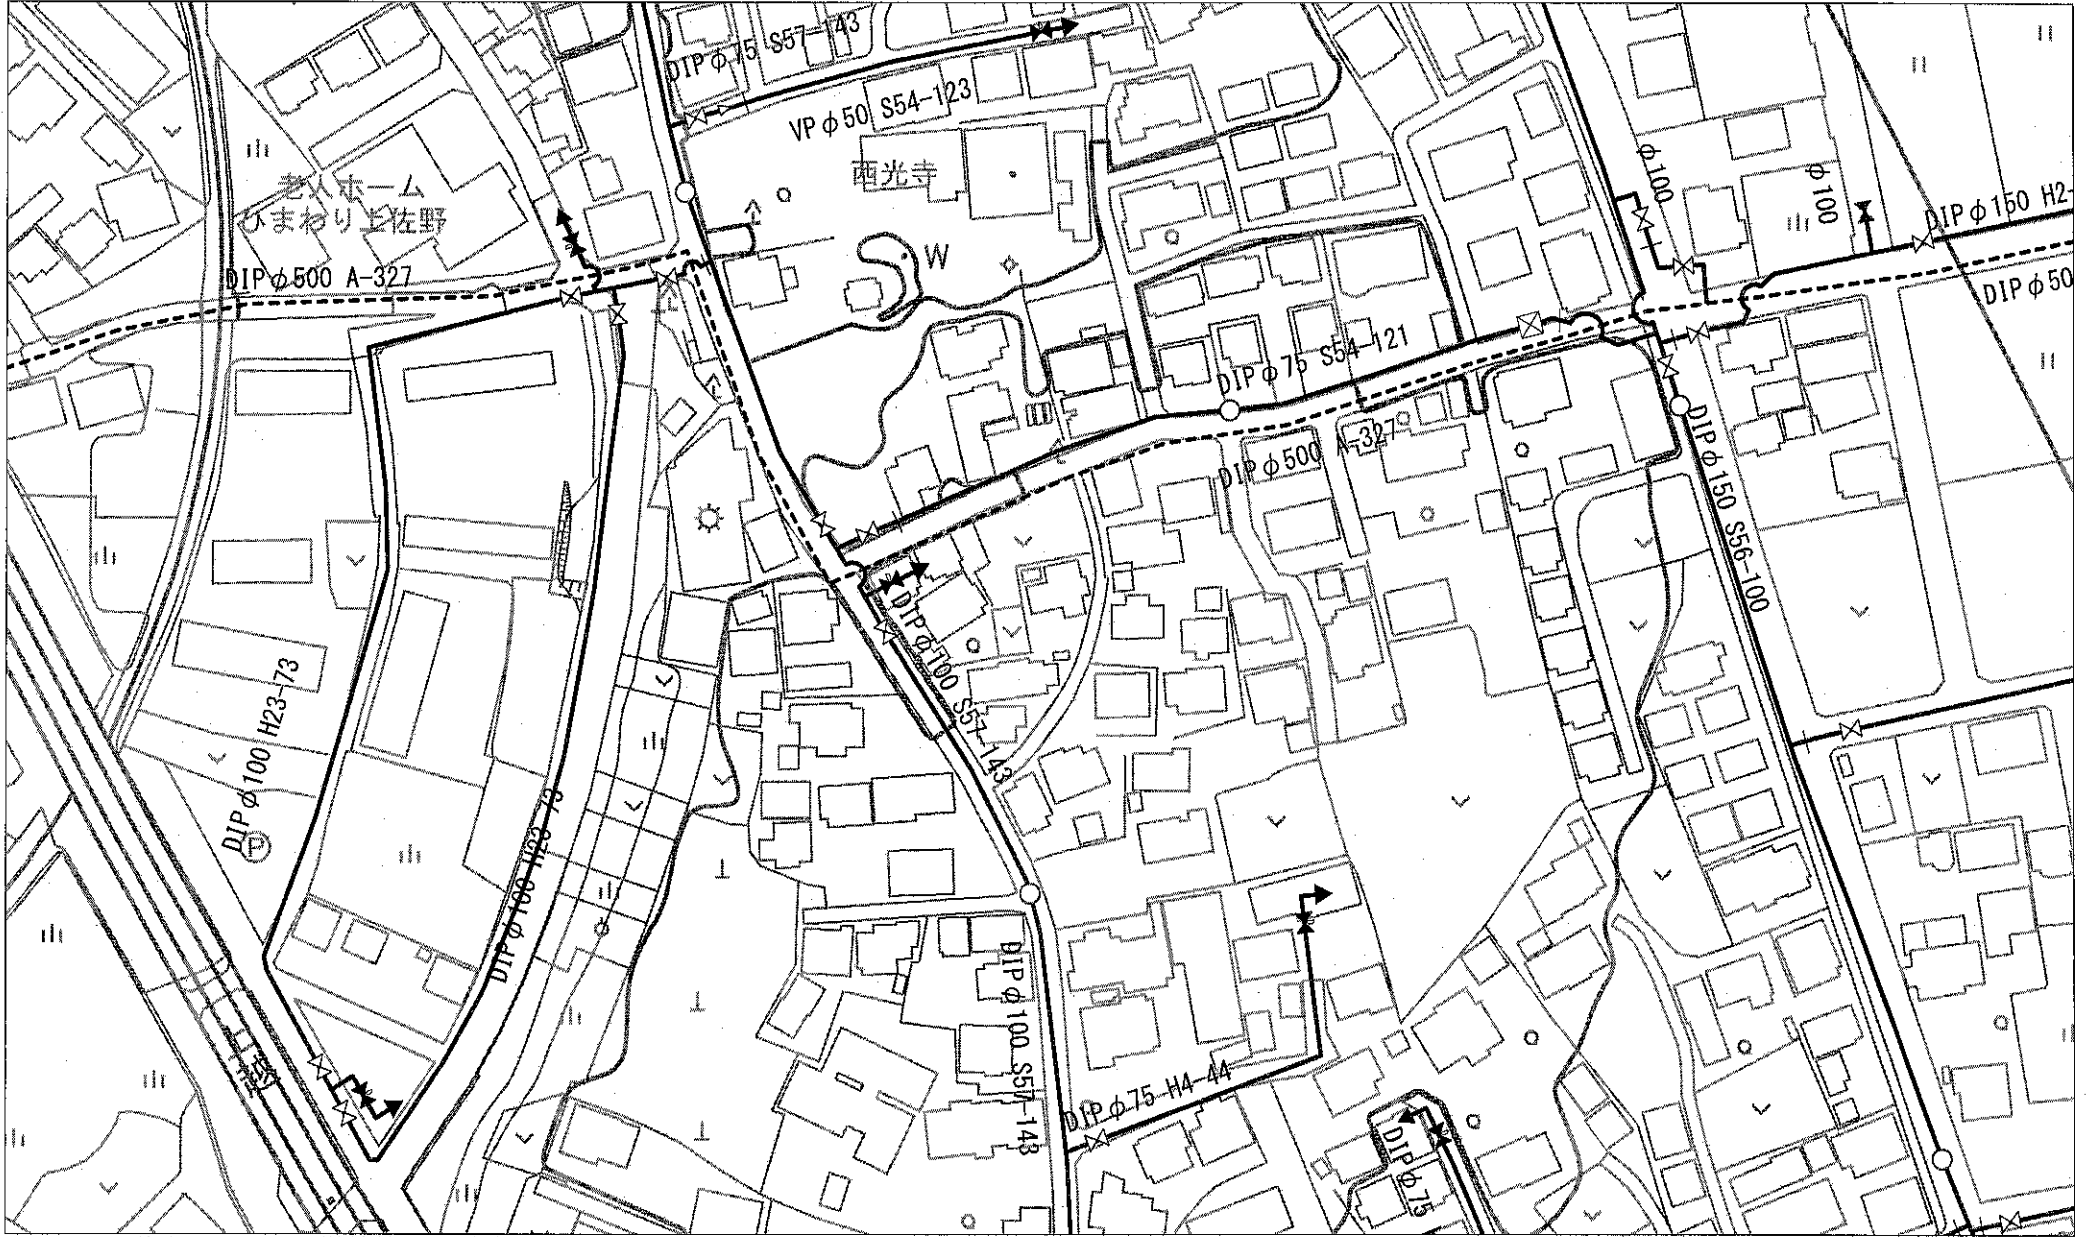 DIPφ75 S57-143
VPφ50 S54-123
西光寺
老人ホーム
ひまわり上佐野
φ100
φ100
DIPφ150 H2-
DIPφ500 A-327
W
DIPφ50
DIPφ75 S54-121
DIPφ500 A-327
DIPφ150 S56-100
DIPφ100 S57-143
DIPφ100 H23-73
P
DIPφ100 H23-73
DIPφ100 S57-143
DIPφ75 H4-44
DIPφ75